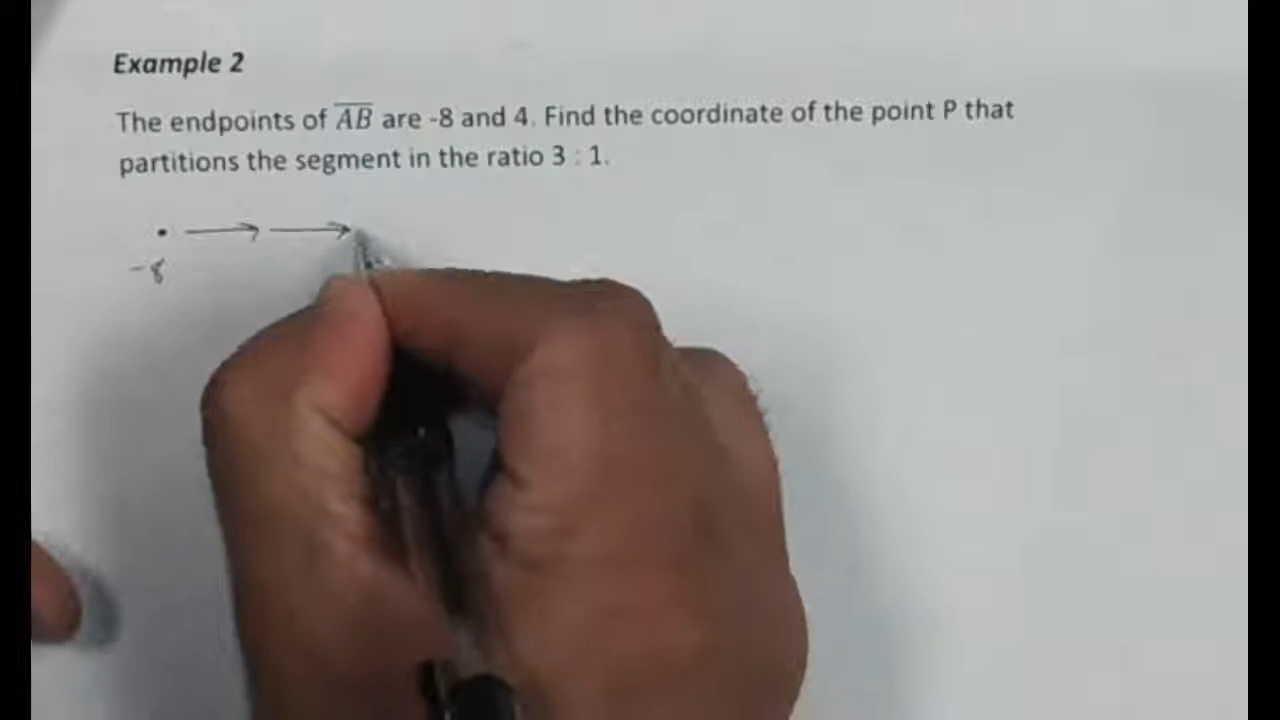 Example 2
The endpoints of AB are -8 and 4. Find the coordinate of the point P that
partitions the segment in the ratio 3 : 1.
-8